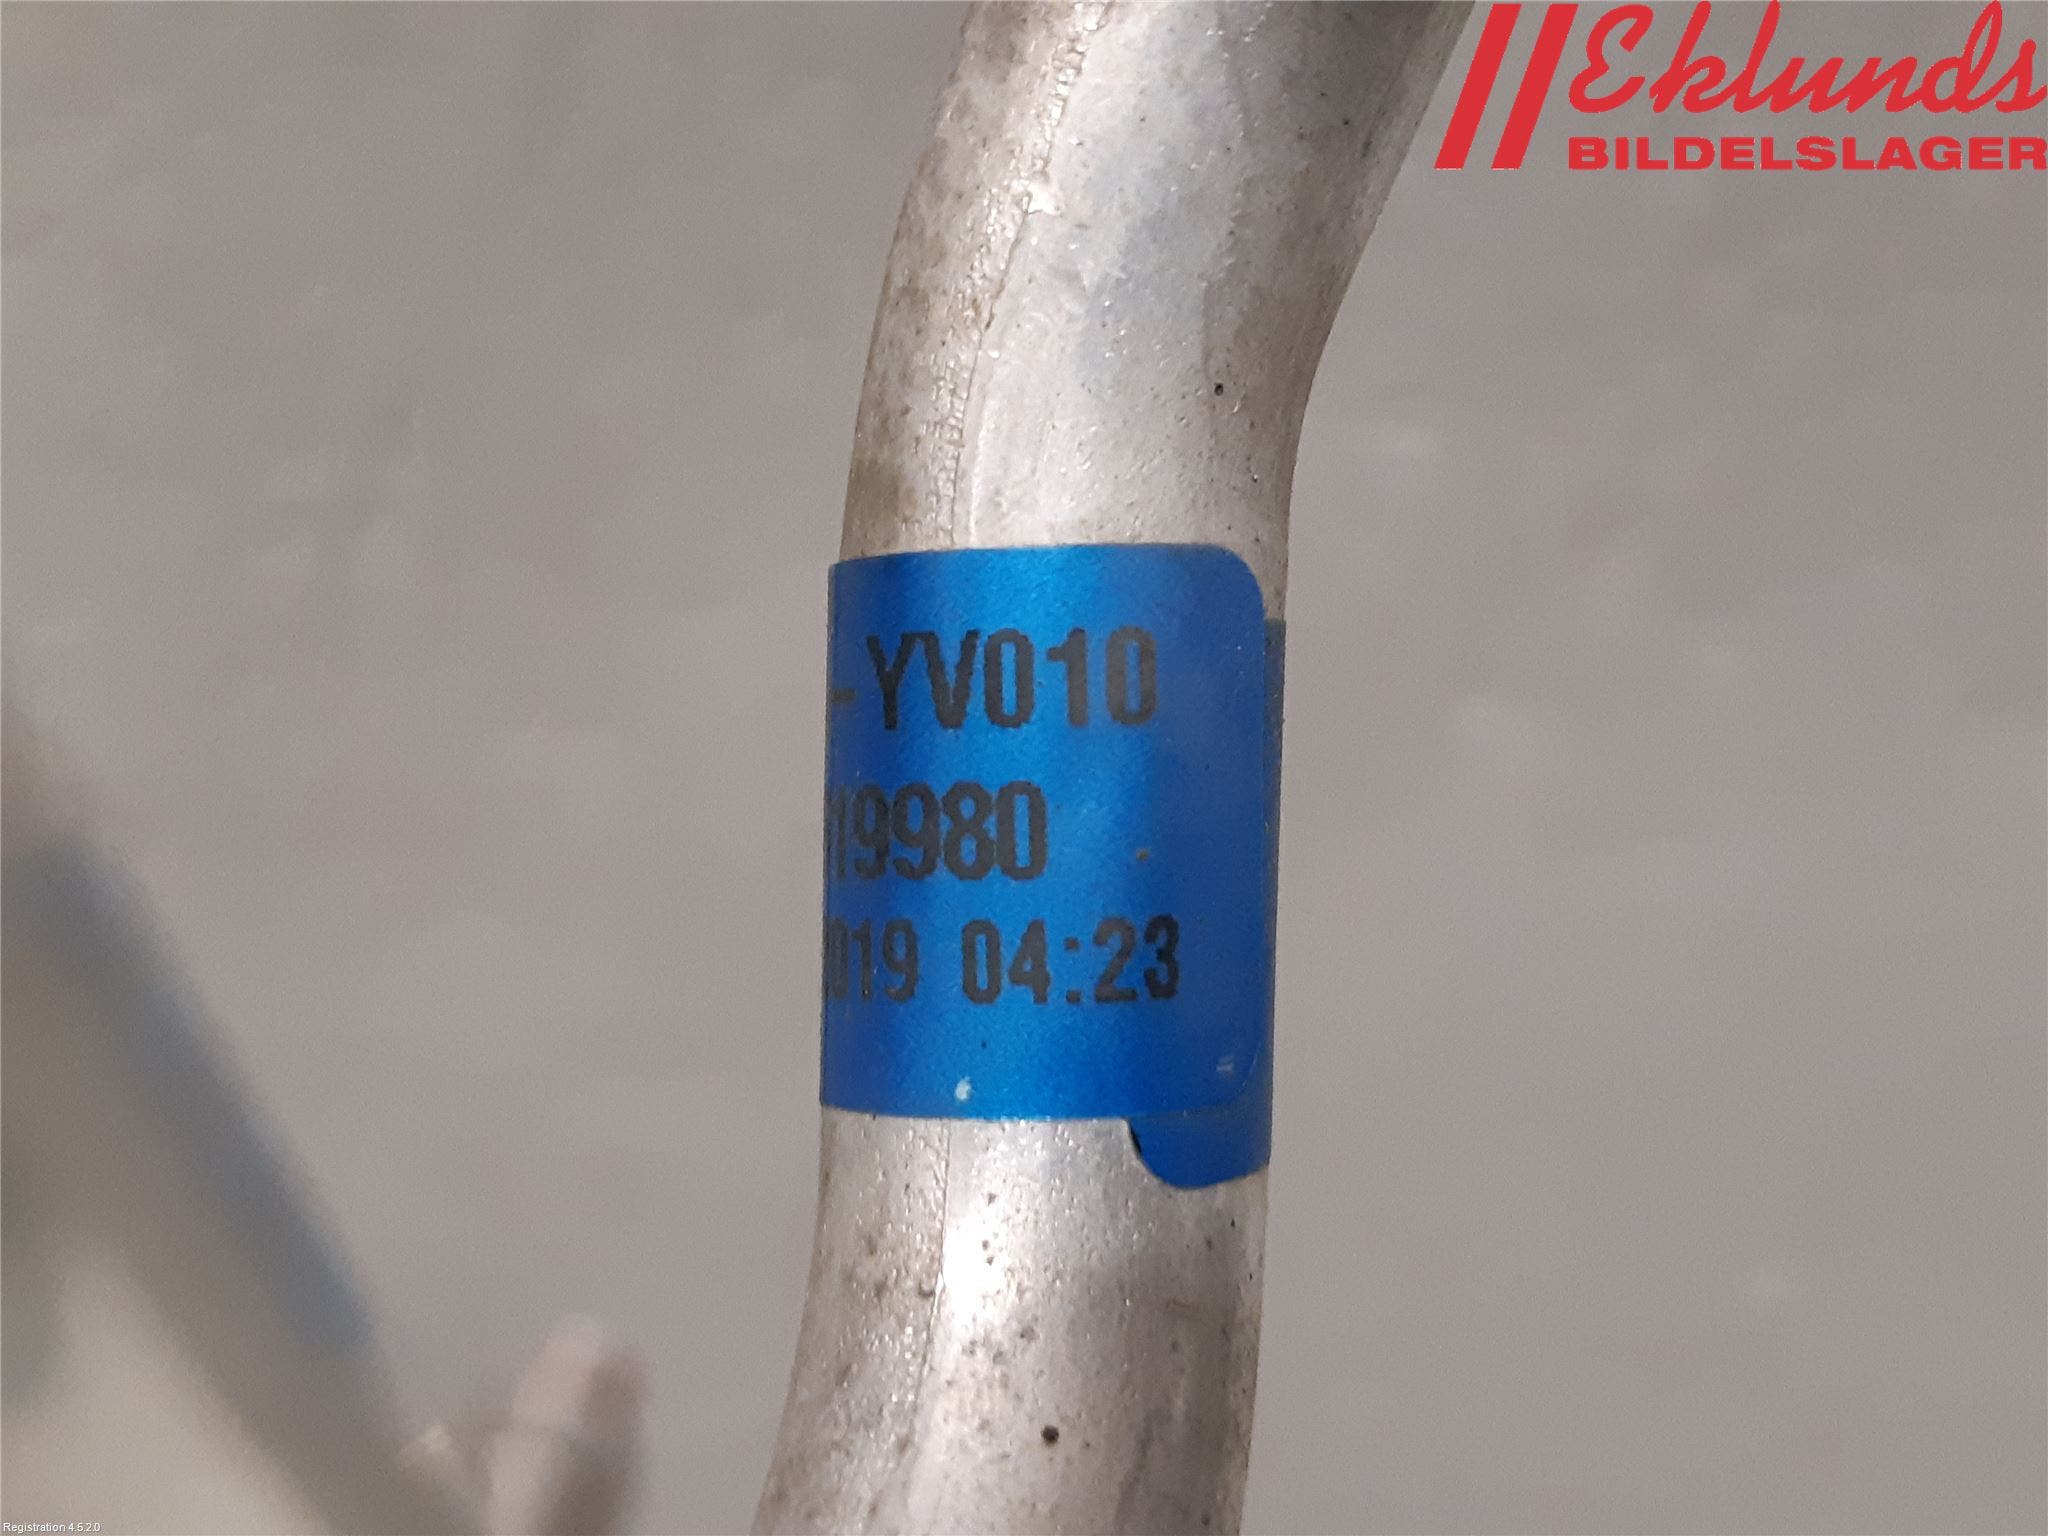 Eklunds
BILDELSLAGER
-YV010
19980
019 04:23
Registration 4.5.2.0